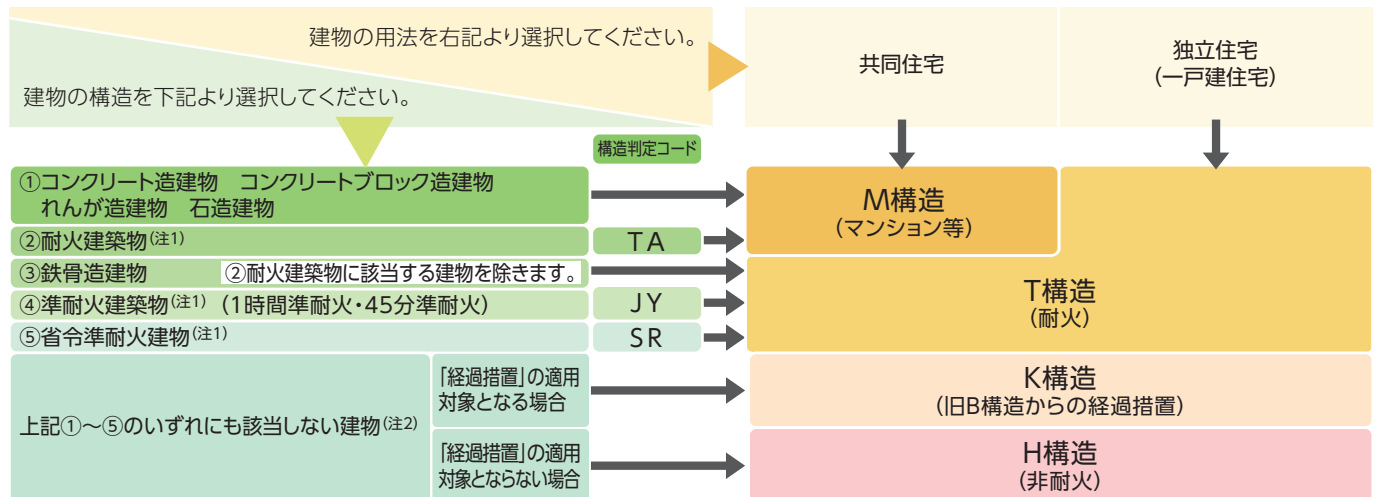 建物の用法を右記より選択してください。
建物の構造を下記より選択してください。
共同住宅
独立住宅
(一戸建住宅)
構造判定コード
①コンクリート造建物　コンクリートブロック造建物
れんが造建物　石造建物
②耐火建築物(注1)
TA
③鉄骨造建物　②耐火建築物に該当する建物を除きます。
④準耐火建築物(注1)（1時間準耐火・45分準耐火）
JY
⑤省令準耐火建物(注1)
SR
上記①～⑤のいずれにも該当しない建物(注2)
「経過措置」の適用
対象となる場合
「経過措置」の適用
対象とならない場合
M構造
(マンション等)
T構造
(耐火)
K構造
(旧B構造からの経過措置)
H構造
(非耐火)